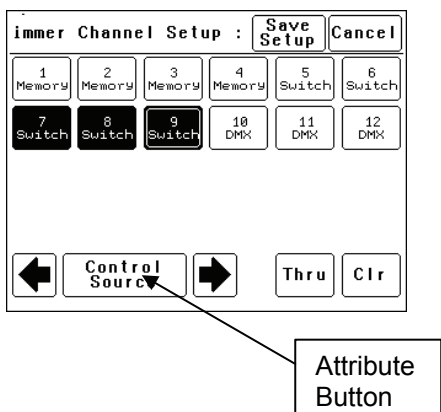 immer Channel Setup :
Save Setup
Cancel
1 Memory
2 Memory
3 Memory
4 Memory
5 Switch
6 Switch
7 Switch
8 Switch
9 Switch
10 DMX
11 DMX
12 DMX
Control
Thru
Clr
Attribute
Button